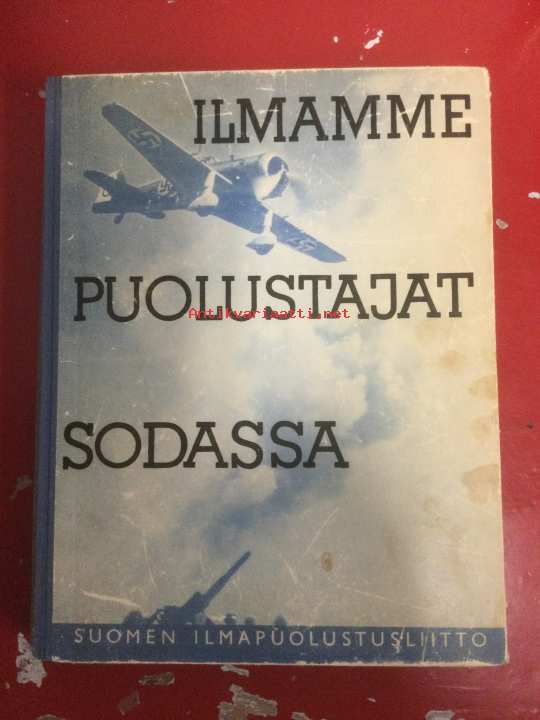 ILMAMME
PUOLUSTAJAT
Antikvariaatti.net
SODASSA
SUOMEN ILMAPUOLUSTUSLIITTO